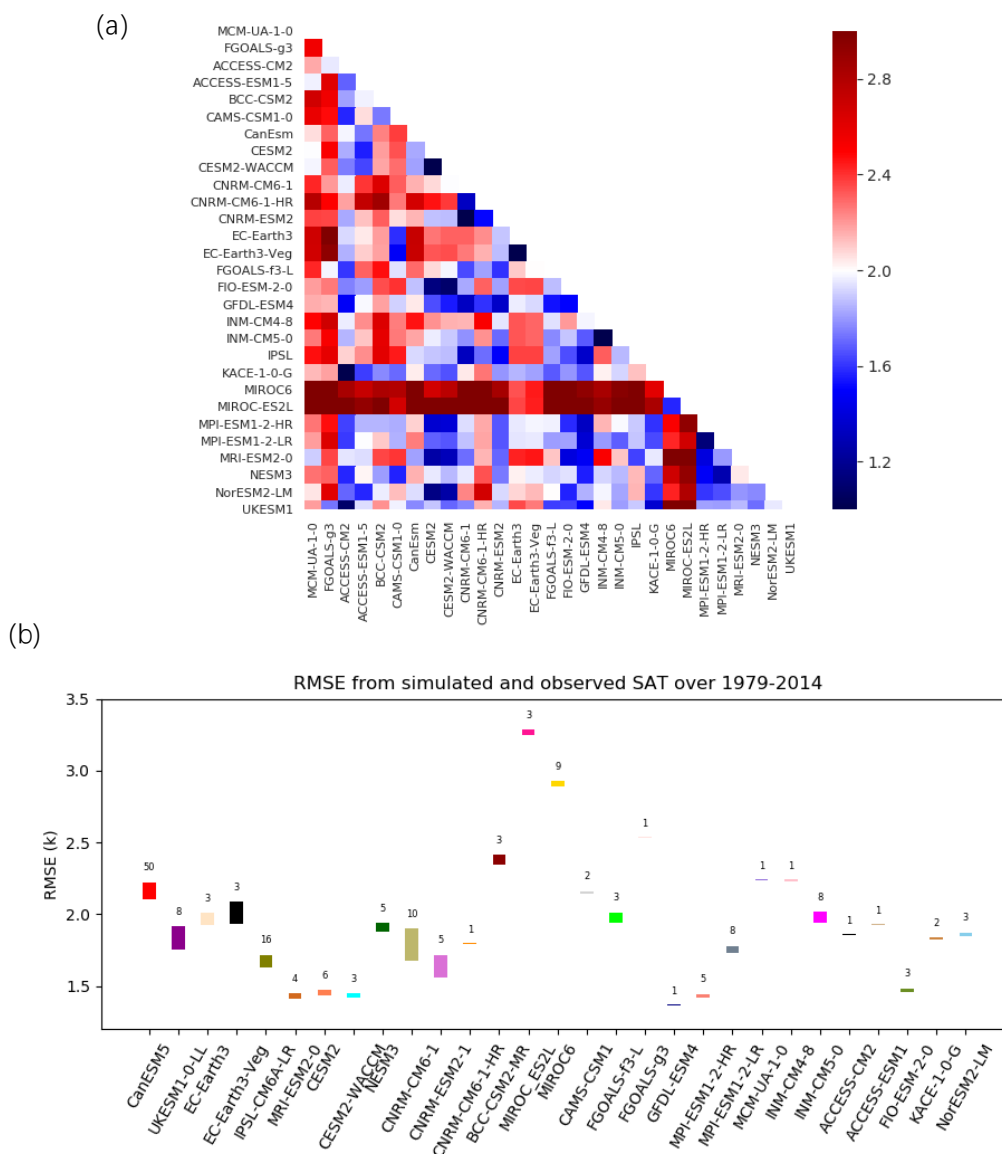 (a)
MCM-UA-1-0
FGOALS-g3
ACCESS-CM2
ACCESS-ESM1-5
BCC-CSM2
CAMS-CSM1-0
CanEsm
CESM2
CESM2-WACCM
CNRM-CM6-1
CNRM-CM6-1-HR
CNRM-ESM2
EC-Earth3
EC-Earth3-Veg
FGOALS-f3-L
FIO-ESM-2-0
GFDL-ESM4
INM-CM4-8
INM-CM5-0
IPSL
KACE-1-0-G
MIROC6
MIROC-ES2L
MPI-ESM1-2-HR
MPI-ESM1-2-LR
MRI-ESM2-0
NESM3
NorESM2-LM
UKESM1
2.8
2.4
2.0
1.6
1.2
MCM-UA-1-0
FGOALS-g3
ACCESS-CM2
ACCESS-ESM1-5
BCC-CSM2
CAMS-CSM1-0
CanEsm
CESM2
CESM2-WACCM
CNRM-CM6-1
CNRM-CM6-1-HR
CNRM-ESM2
EC-Earth3
EC-Earth3-Veg
FGOALS-f3-L
FIO-ESM-2-0
GFDL-ESM4
INM-CM4-8
INM-CM5-0
IPSL
KACE-1-0-G
MIROC6
MIROC-ES2L
MPI-ESM1-2-HR
MPI-ESM1-2-LR
MRI-ESM2-0
NESM3
NorESM2-LM
UKESM1
(b)
RMSE from simulated and observed SAT over 1979-2014
RMSE (k)
3.5
3.0
2.5
2.0
1.5
50
8
3
3
16
4
6
3
5
10
5
1
3
3
9
2
3
1
1
5
8
1
1
8
1
1
3
2
3
CanESM5
UKESM1-0-LL
EC-Earth3
EC-Earth3-Veg
IPSL-CM6A-LR
MRI-ESM2-0
CESM2
CESM2-WACCM
NESM3
CNRM-CM6-1
CNRM-ESM2-1
CNRM-CM6-1-HR
BCC-CSM2-MR
MIROC_ES2L
MIROC6
CAMS-CSM1
FGOALS-f3-L
FGOALS-g3
GFDL-ESM4
MPI-ESM1-2-HR
MPI-ESM1-2-LR
MCM-UA-1-0
INM-CM4-8
INM-CM5-0
ACCESS-CM2
ACCESS-ESM1
FIO-ESM-2-0
KACE-1-0-G
NorESM2-LM